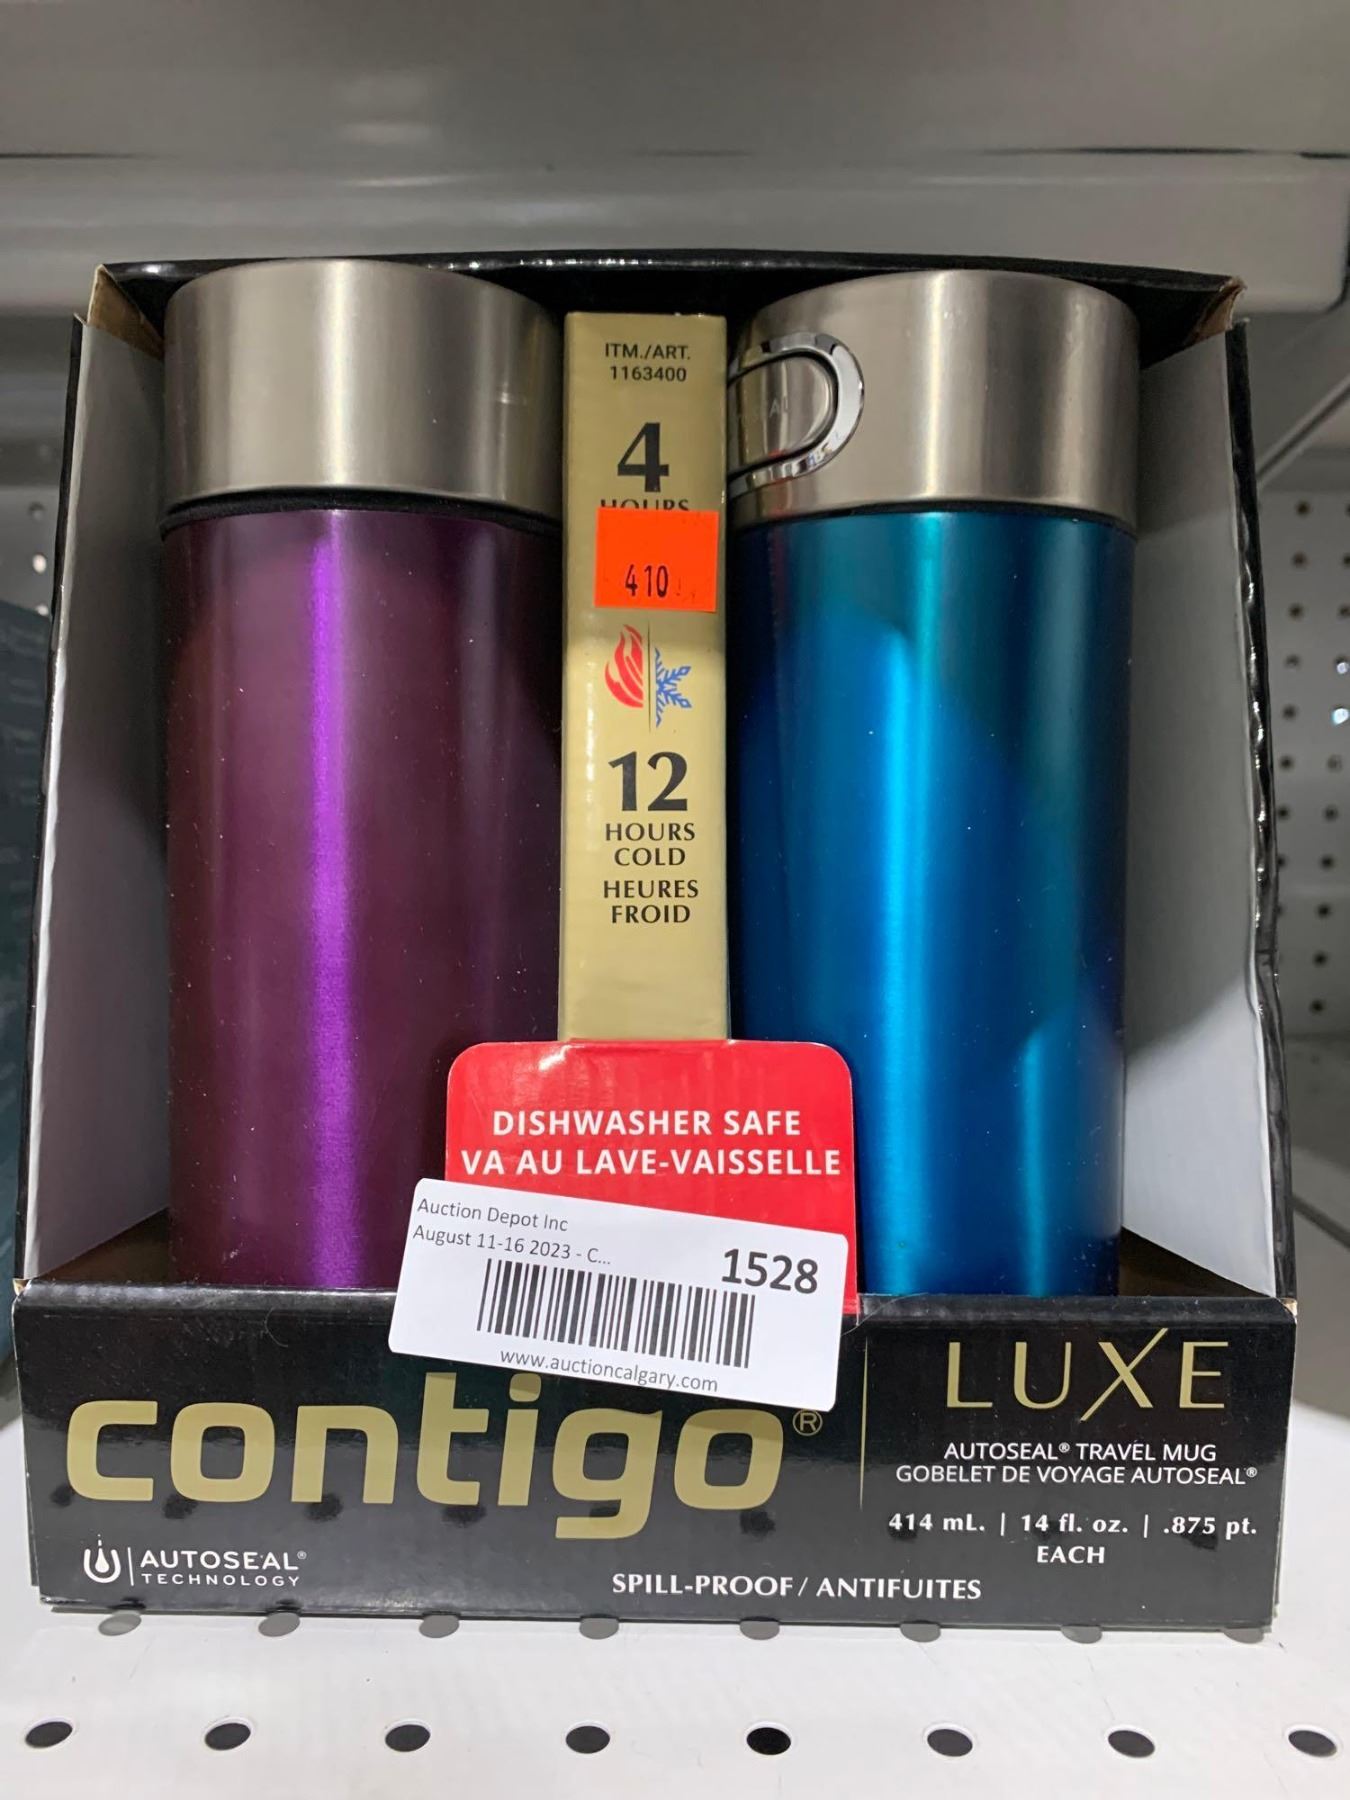 ITM./ART.
1163400
4
HOURS
410
12
HOURS
COLD
HEURES
FROID
DISHWASHER SAFE
VA AU LAVE-VAISSELLE
Auction Depot Inc
August 11-16 2023 - C...
1528
www.auctioncalgary.com
contigo®
AUTOSEAL®
TECHNOLOGY
LUXE
AUTOSEAL® TRAVEL MUG
GOBELET DE VOYAGE AUTOSEAL®
414 mL. | 14 fl. oz. | .875 pt.
EACH
SPILL-PROOF / ANTIFUITES